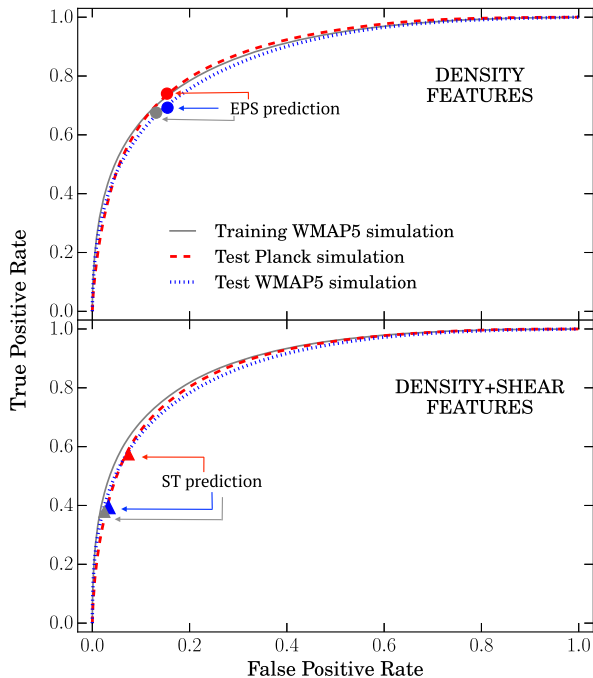 1.0
0.8
0.6
0.4
0.2
0.0
DENSITY
FEATURES
EPS prediction
Training WMAP5 simulation
Test Planck simulation
Test WMAP5 simulation
True Positive Rate
1.0
0.8
0.6
0.4
0.2
0.0
DENSITY+SHEAR
FEATURES
ST prediction
0.0 0.2 0.4 0.6 0.8 1.0
False Positive Rate